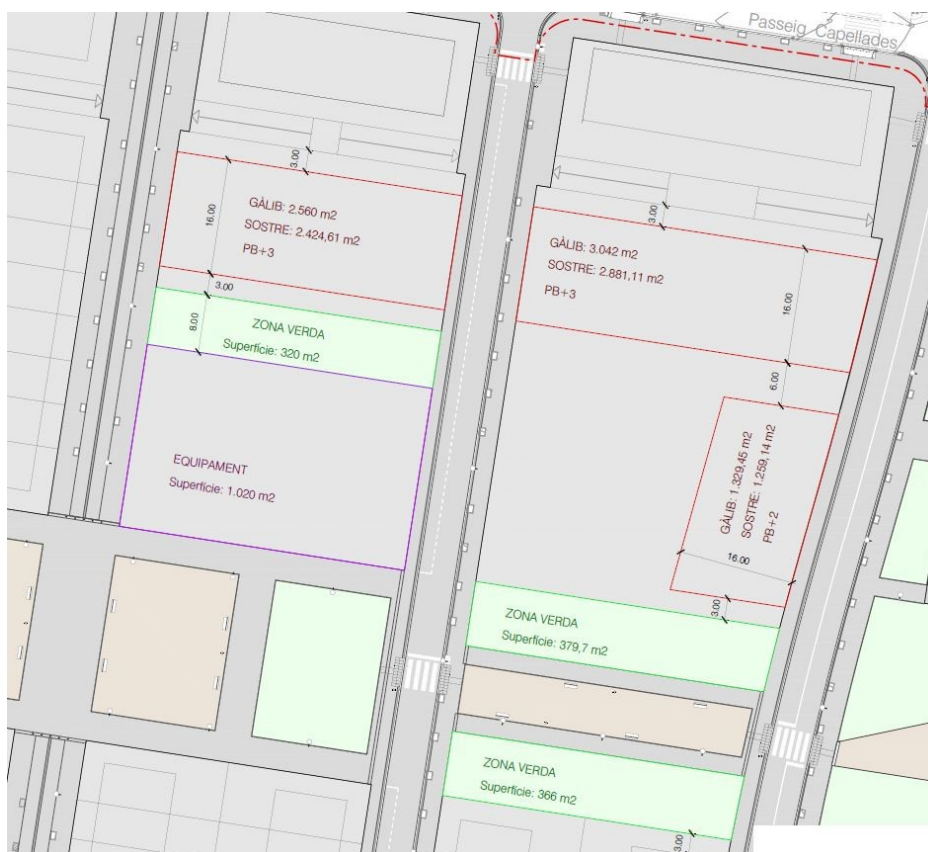 Passeig Capellades
3.00
GÀLIB: 2.560 m2
SOSTRE: 2.424,61 m2
PB+3
16.00
3.00
3.00
GÀLIB: 3.042 m2
SOSTRE: 2.881,11 m2
PB+3
16.00
ZONA VERDA
Superfície: 320 m2
8.00
6.00
EQUIPAMENT
Superfície: 1.020 m2
GÀLIB: 1.329,45 m2
SOSTRE: 1.259,14 m2
PB+2
16.00
3.00
ZONA VERDA
Superfície: 379,7 m2
ZONA VERDA
Superfície: 366 m2
3.00